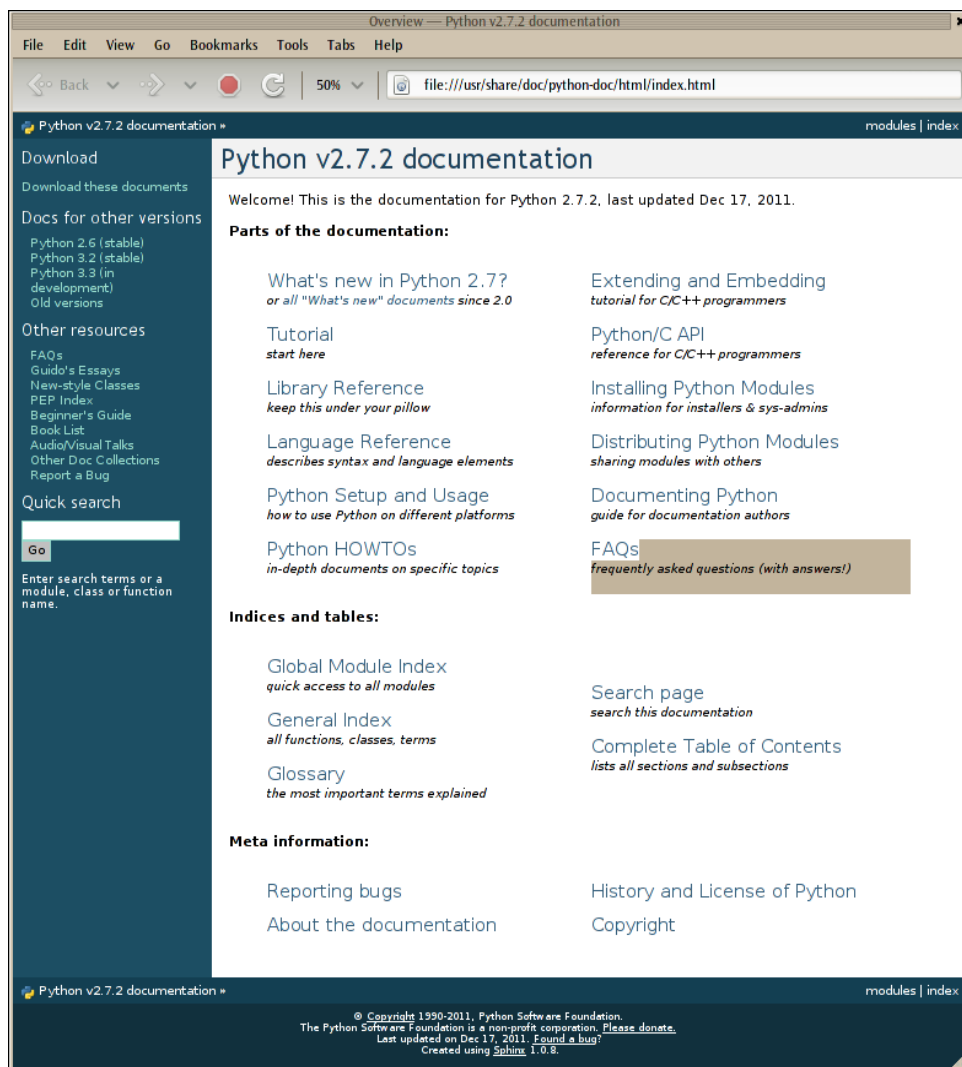 Overview — Python v2.7.2 documentation
File Edit View Go Bookmarks Tools Tabs Help
Back 50% file:///usr/share/doc/python-doc/html/index.html
Python v2.7.2 documentation » modules | index
Download
Download these documents
Docs for other versions
Python 2.6 (stable)
Python 3.2 (stable)
Python 3.3 (in
development)
Old versions
Other resources
FAQs
Guido's Essays
New-style Classes
PEP Index
Beginner's Guide
Book List
Audio/Visual Talks
Other Doc Collections
Report a Bug
Quick search
Go
Enter search terms or a
module, class or function
name.
Python v2.7.2 documentation
Welcome! This is the documentation for Python 2.7.2, last updated Dec 17, 2011.
Parts of the documentation:
What's new in Python 2.7?
or all "What's new" documents since 2.0
Tutorial
start here
Library Reference
keep this under your pillow
Language Reference
describes syntax and language elements
Python Setup and Usage
how to use Python on different platforms
Python HOWTOs
in-depth documents on specific topics
Extending and Embedding
tutorial for C/C++ programmers
Python/C API
reference for C/C++ programmers
Installing Python Modules
information for installers & sys-admins
Distributing Python Modules
sharing modules with others
Documenting Python
guide for documentation authors
FAQs
frequently asked questions (with answers!)
Indices and tables:
Global Module Index
quick access to all modules
General Index
all functions, classes, terms
Glossary
the most important terms explained
Search page
search this documentation
Complete Table of Contents
lists all sections and subsections
Meta information:
Reporting bugs
About the documentation
History and License of Python
Copyright
Python v2.7.2 documentation » modules | index
© Copyright 1990-2011, Python Software Foundation.
The Python Software Foundation is a non-profit corporation. Please donate.
Last updated on Dec 17, 2011. Found a bug?
Created using Sphinx 1.0.8.